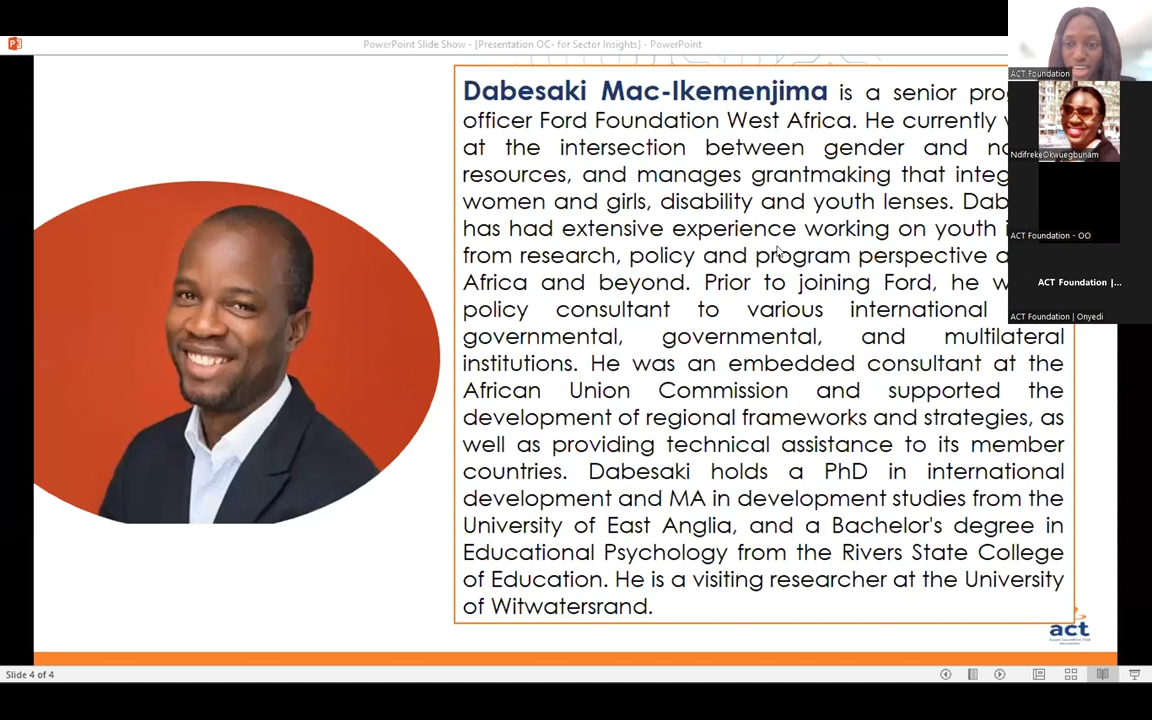 PowerPoint Slide Show - [Presentation OC- for Sector Insights] - PowerPoint
Dabesaki Mac-Ikemenjima is a senior pro
officer Ford Foundation West Africa. He currently
at the intersection between gender and
resources, and manages grantmaking that
women and girls, disability and youth lenses.
has had extensive experience working on youth
from research, policy and program perspective
Africa and beyond. Prior to joining Ford, he
policy consultant to various international
governmental, governmental, and multilateral
institutions. He was an embedded consultant at the
African Union Commission and supported the
development of regional frameworks and strategies, as
well as providing technical assistance to its member
countries. Dabesaki holds a PhD in international
development and MA in development studies from the
University of East Anglia, and a Bachelor's degree in
Educational Psychology from the Rivers State College
of Education. He is a visiting researcher at the University
of Witwatersrand.
act
Slide 4 of 4
ACT Foundation
NdifrekeOkwuegbunam
ACT Foundation - OO
ACT Foundation |...
ACT Foundation | Onyedi